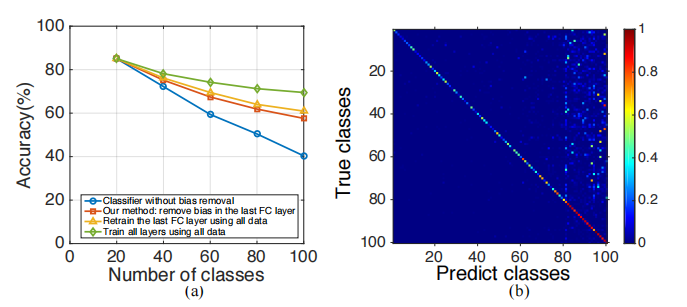 100
80
60
40
20
0
Accuracy(%)
Classifier without bias removal
Our method: remove bias in the last FC layer
Retrain the last FC layer using all data
Train all layers using all data
0 20 40 60 80 100
Number of classes
(a)
20
40
60
80
100
True classes
20 40 60 80 100
Predict classes
(b)
1
0.8
0.6
0.4
0.2
0